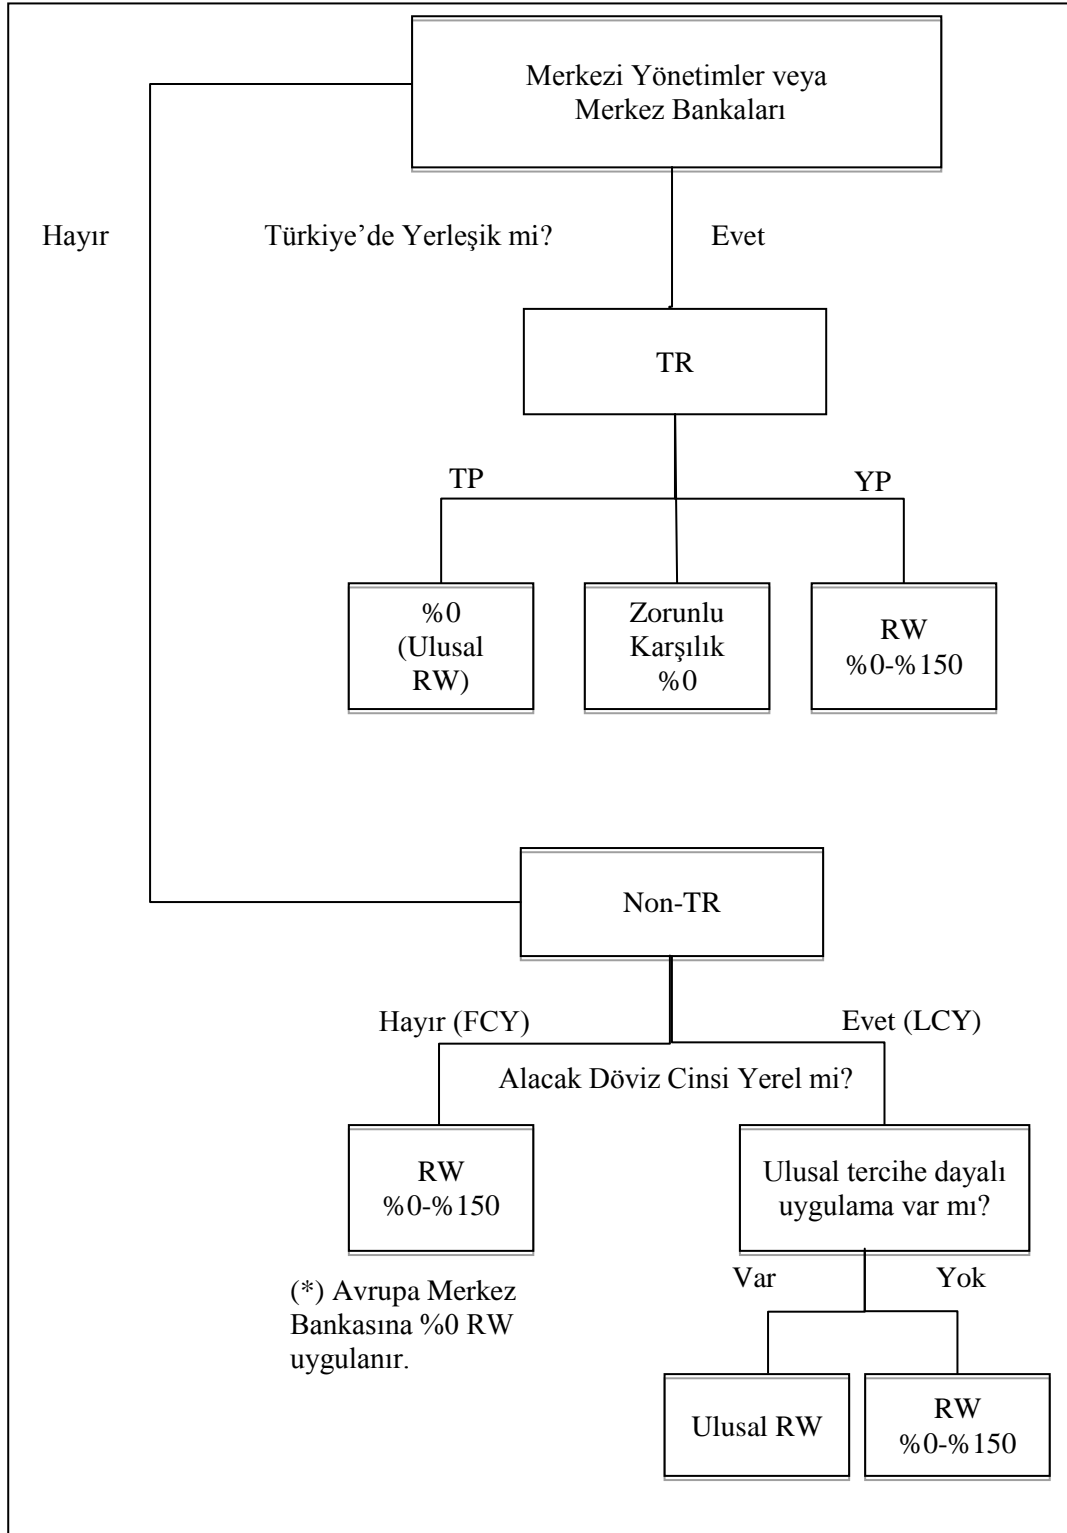 Merkezi Yönetimler veya
Merkez Bankaları
Hayır
Türkiye’de Yerleşik mi?
Evet
TR
TP
YP
%0
(Ulusal
RW)
Zorunlu
Karşılık
%0
RW
%0-%150
Non-TR
Hayır (FCY)
Evet (LCY)
Alacak Döviz Cinsi Yerel mi?
RW
%0-%150
Ulusal tercihe dayalı
uygulama var mı?
(*) Avrupa Merkez
Bankasına %0 RW
uygulanır.
Var
Yok
Ulusal RW
RW
%0-%150